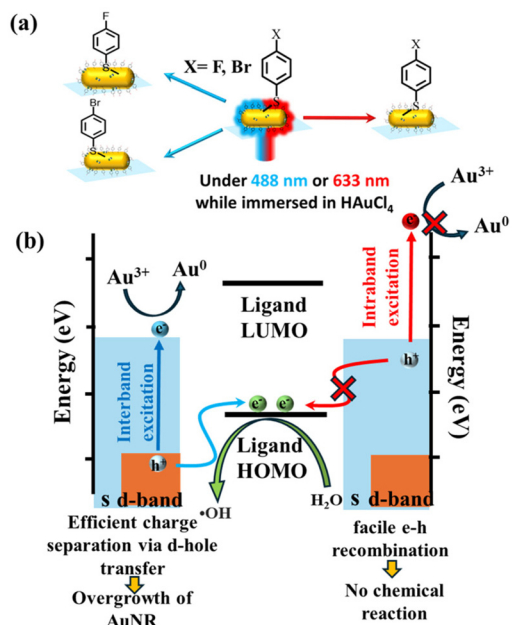 (a)
F
S
Br
S
X= F, Br
X
S
X
S
Under 488 nm or 633 nm
while immersed in HAuCl4
(b)
Energy (eV)
Au3+
Au0
e-
Interband
excitation
h+
s d-band
Ligand
LUMO
e-
e-
Ligand
HOMO
•OH
H2O
Au3+
Au0
e-
Intraband
excitation
h+
Energy (eV)
s d-band
Efficient charge
separation via d-hole
transfer
Overgrowth of
AuNR
facile e-h
recombination
No chemical
reaction